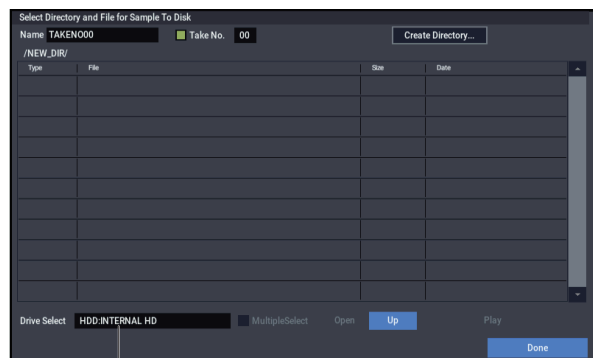 Select Directory and File for Sample To Disk
Name TAKENO00 Take No. 00 Create Directory...
/NEW_DIR/
Type File Size Date
Drive Select HDD:INTERNAL HD MultipleSelect Open Up Play
Done